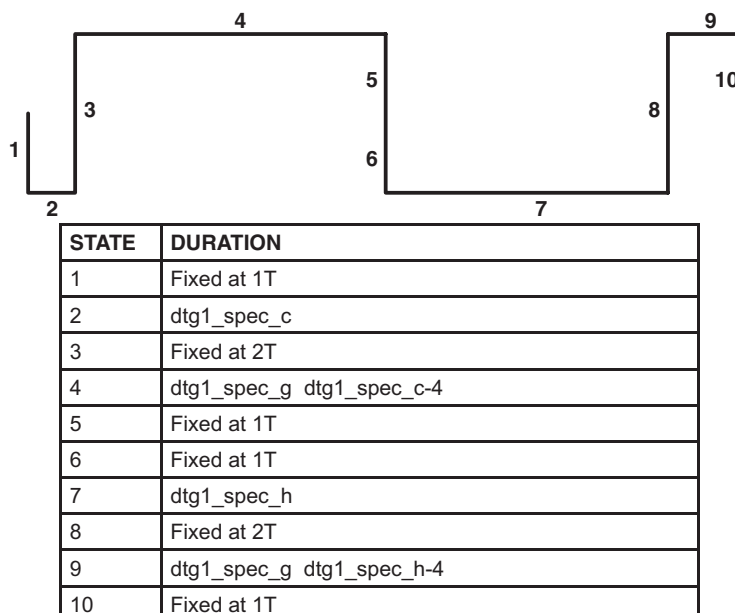 4
9
5
10
3
8
1
6
2
7
STATE DURATION
1 Fixed at 1T
2 dtg1_spec_c
3 Fixed at 2T
4 dtg1_spec_g dtg1_spec_c-4
5 Fixed at 1T
6 Fixed at 1T
7 dtg1_spec_h
8 Fixed at 2T
9 dtg1_spec_g dtg1_spec_h-4
10 Fixed at 1T